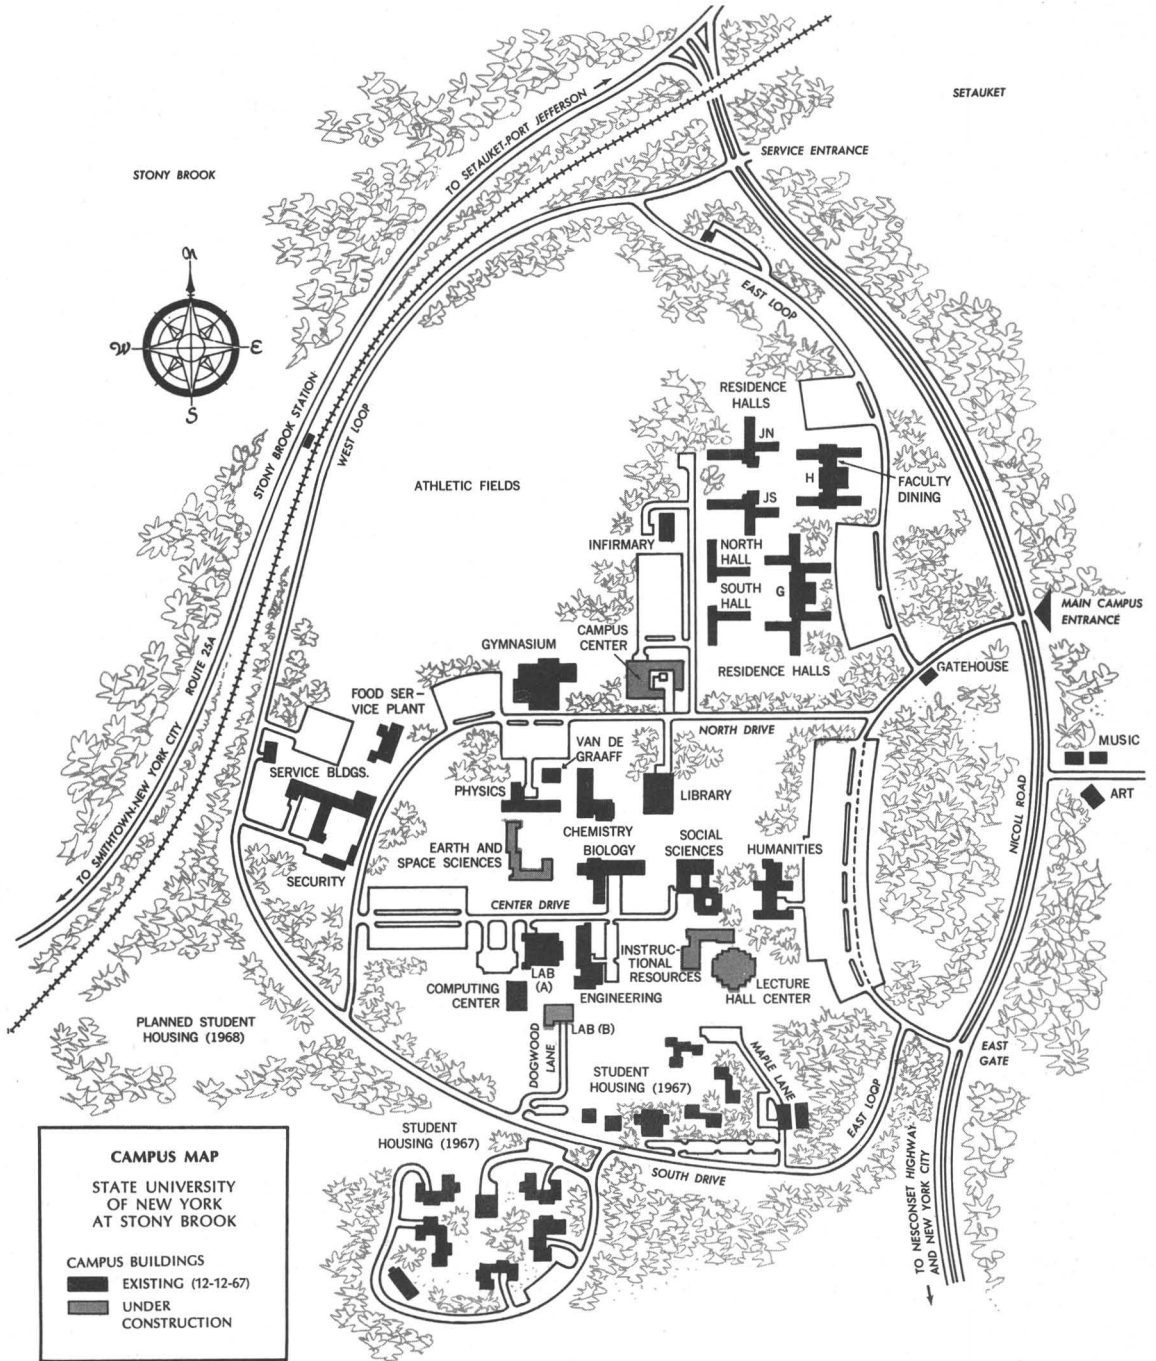 SETAUKET
TO SETAUKET-PORT JEFFERSON
SERVICE ENTRANCE
STONY BROOK
N
W
E
S
EAST LOOP
STONY BROOK STATION
WEST LOOP
RESIDENCE
HALLS
JN
H
FACULTY
DINING
ATHLETIC FIELDS
JS
INFIRMARY
NORTH
HALL
SOUTH
HALL
G
MAIN CAMPUS
ENTRANCE
ROUTE 25A
GYMNASIUM
CAMPUS
CENTER
RESIDENCE HALLS
GATEHOUSE
FOOD SER-
VICE PLANT
NORTH DRIVE
VAN DE
GRAAFF
MUSIC
SERVICE BLDGS.
PHYSICS
LIBRARY
ART
NICOLL ROAD
TO SMITHTOWN-NEW YORK CITY
CHEMISTRY
EARTH AND
SPACE SCIENCES
BIOLOGY
SOCIAL
SCIENCES
HUMANITIES
SECURITY
CENTER DRIVE
INSTRUC-
TIONAL
RESOURCES
LAB
(A)
COMPUTING
CENTER
ENGINEERING
LECTURE
HALL CENTER
PLANNED STUDENT
HOUSING (1968)
LAB (B)
DOGWOOD
LANE
EAST
GATE
STUDENT
HOUSING (1967)
MAPLE LANE
EAST LOOP
STUDENT
HOUSING (1967)
SOUTH DRIVE
TO NESCONSET HIGHWAY
AND NEW YORK CITY
CAMPUS MAP
STATE UNIVERSITY
OF NEW YORK
AT STONY BROOK
CAMPUS BUILDINGS
EXISTING (12-12-67)
UNDER
CONSTRUCTION